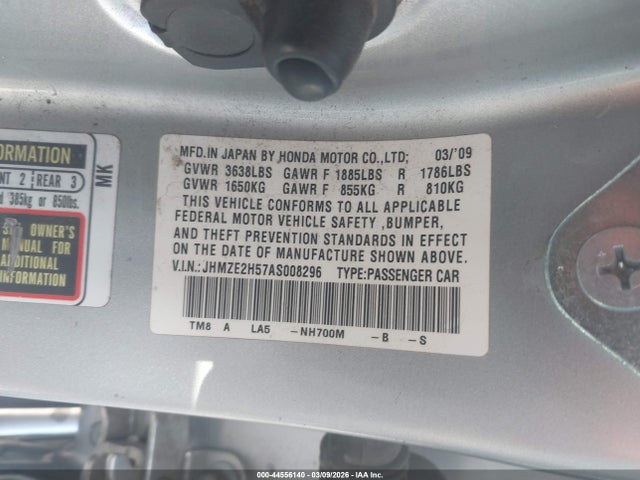 ORMATION
NT 2 REAR 3
d 385kg or 850lbs.
OWNER'S
MANUAL FOR
ADDITIONAL
INFORMATION
MK
MFD.IN JAPAN BY HONDA MOTOR CO.,LTD; 03/'09
GVWR 3638LBS GAWR F 1885LBS R 1786LBS
GVWR 1650KG GAWR F 855KG R 810KG
THIS VEHICLE CONFORMS TO ALL APPLICABLE
FEDERAL MOTOR VEHICLE SAFETY ,BUMPER,
AND THEFT PREVENTION STANDARDS IN EFFECT
ON THE DATE OF MANUFACTURE SHOWN ABOVE.
V.I.N.:JHMZE2H57AS008296 TYPE:PASSENGER CAR
TM8 A LA5 -NH700M -B -S
000-44556140 - 03/09/2026 - IAAI.com